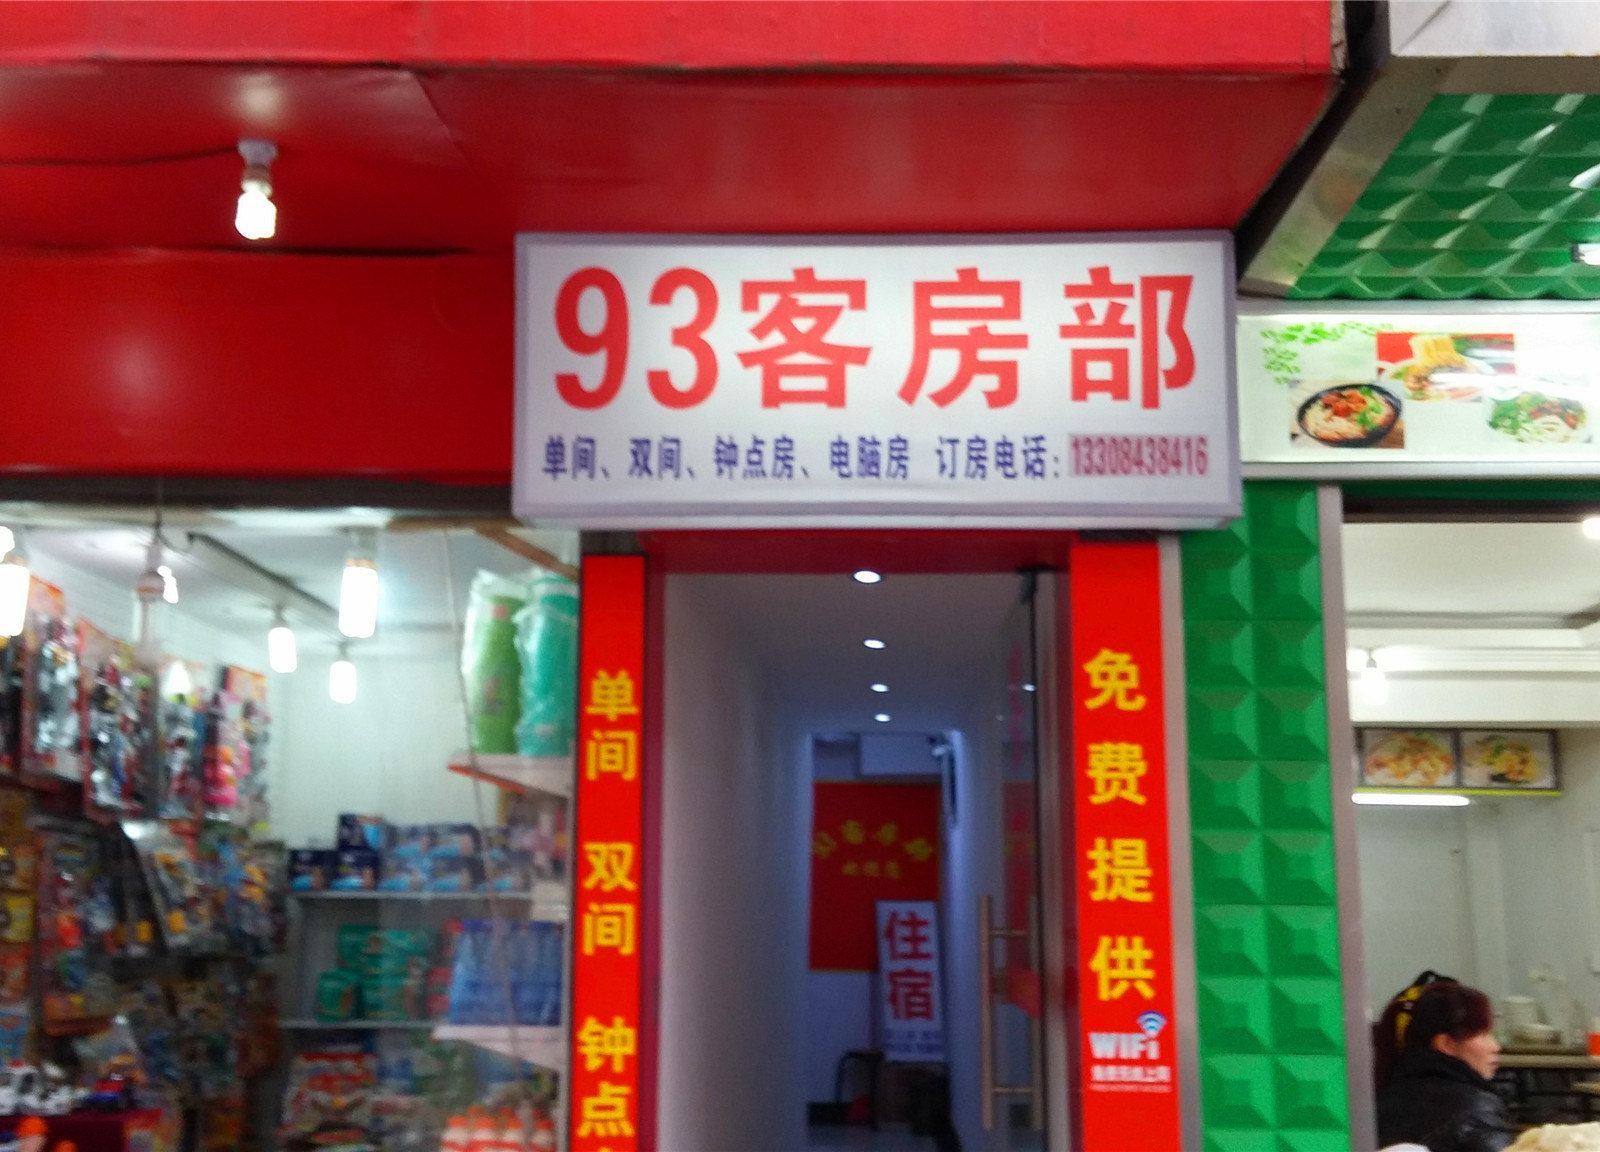 93客房部
单间、双间、钟点房、电脑房 订房电话:13308438416
单间 双间 钟点
免费提供
WiFi
住宿